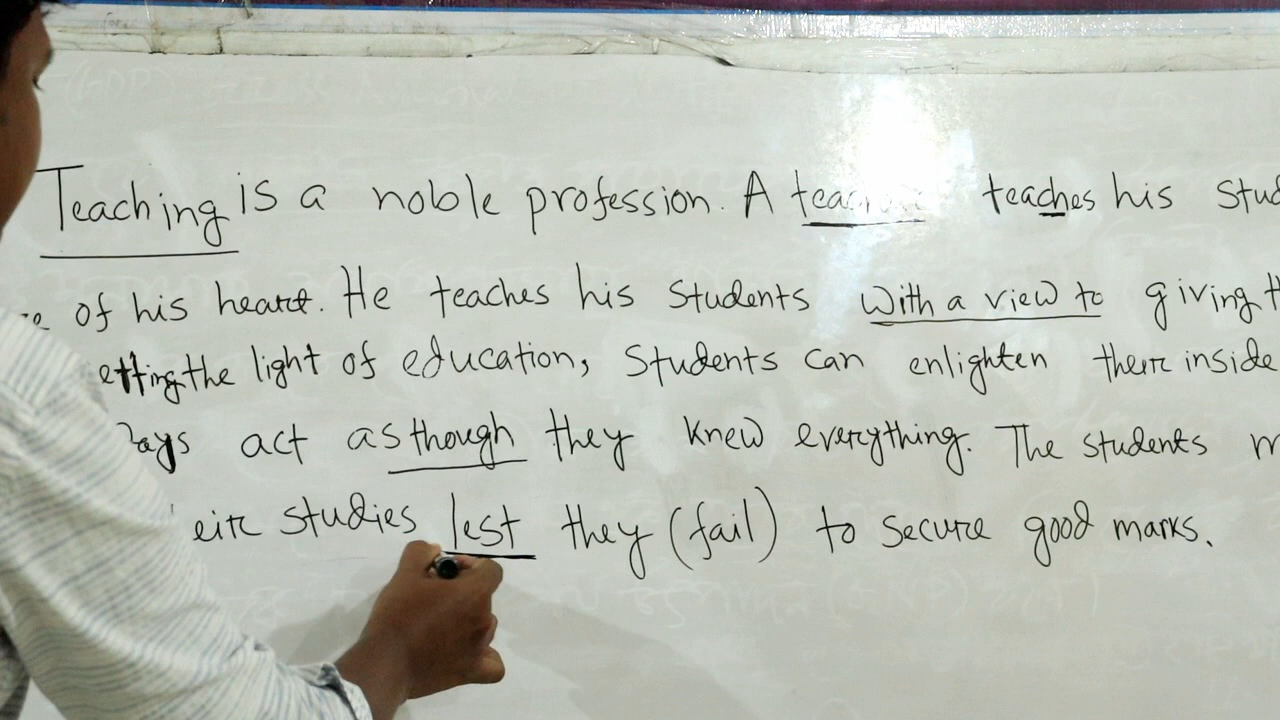 Teaching is a noble profession. A teacher teaches his Stud
of his heart. He teaches his students with a view to giving
etting the light of education, Students can enlighten their inside
act as though they knew everything. The students m
eir studies lest they (fail) to secure good marks.